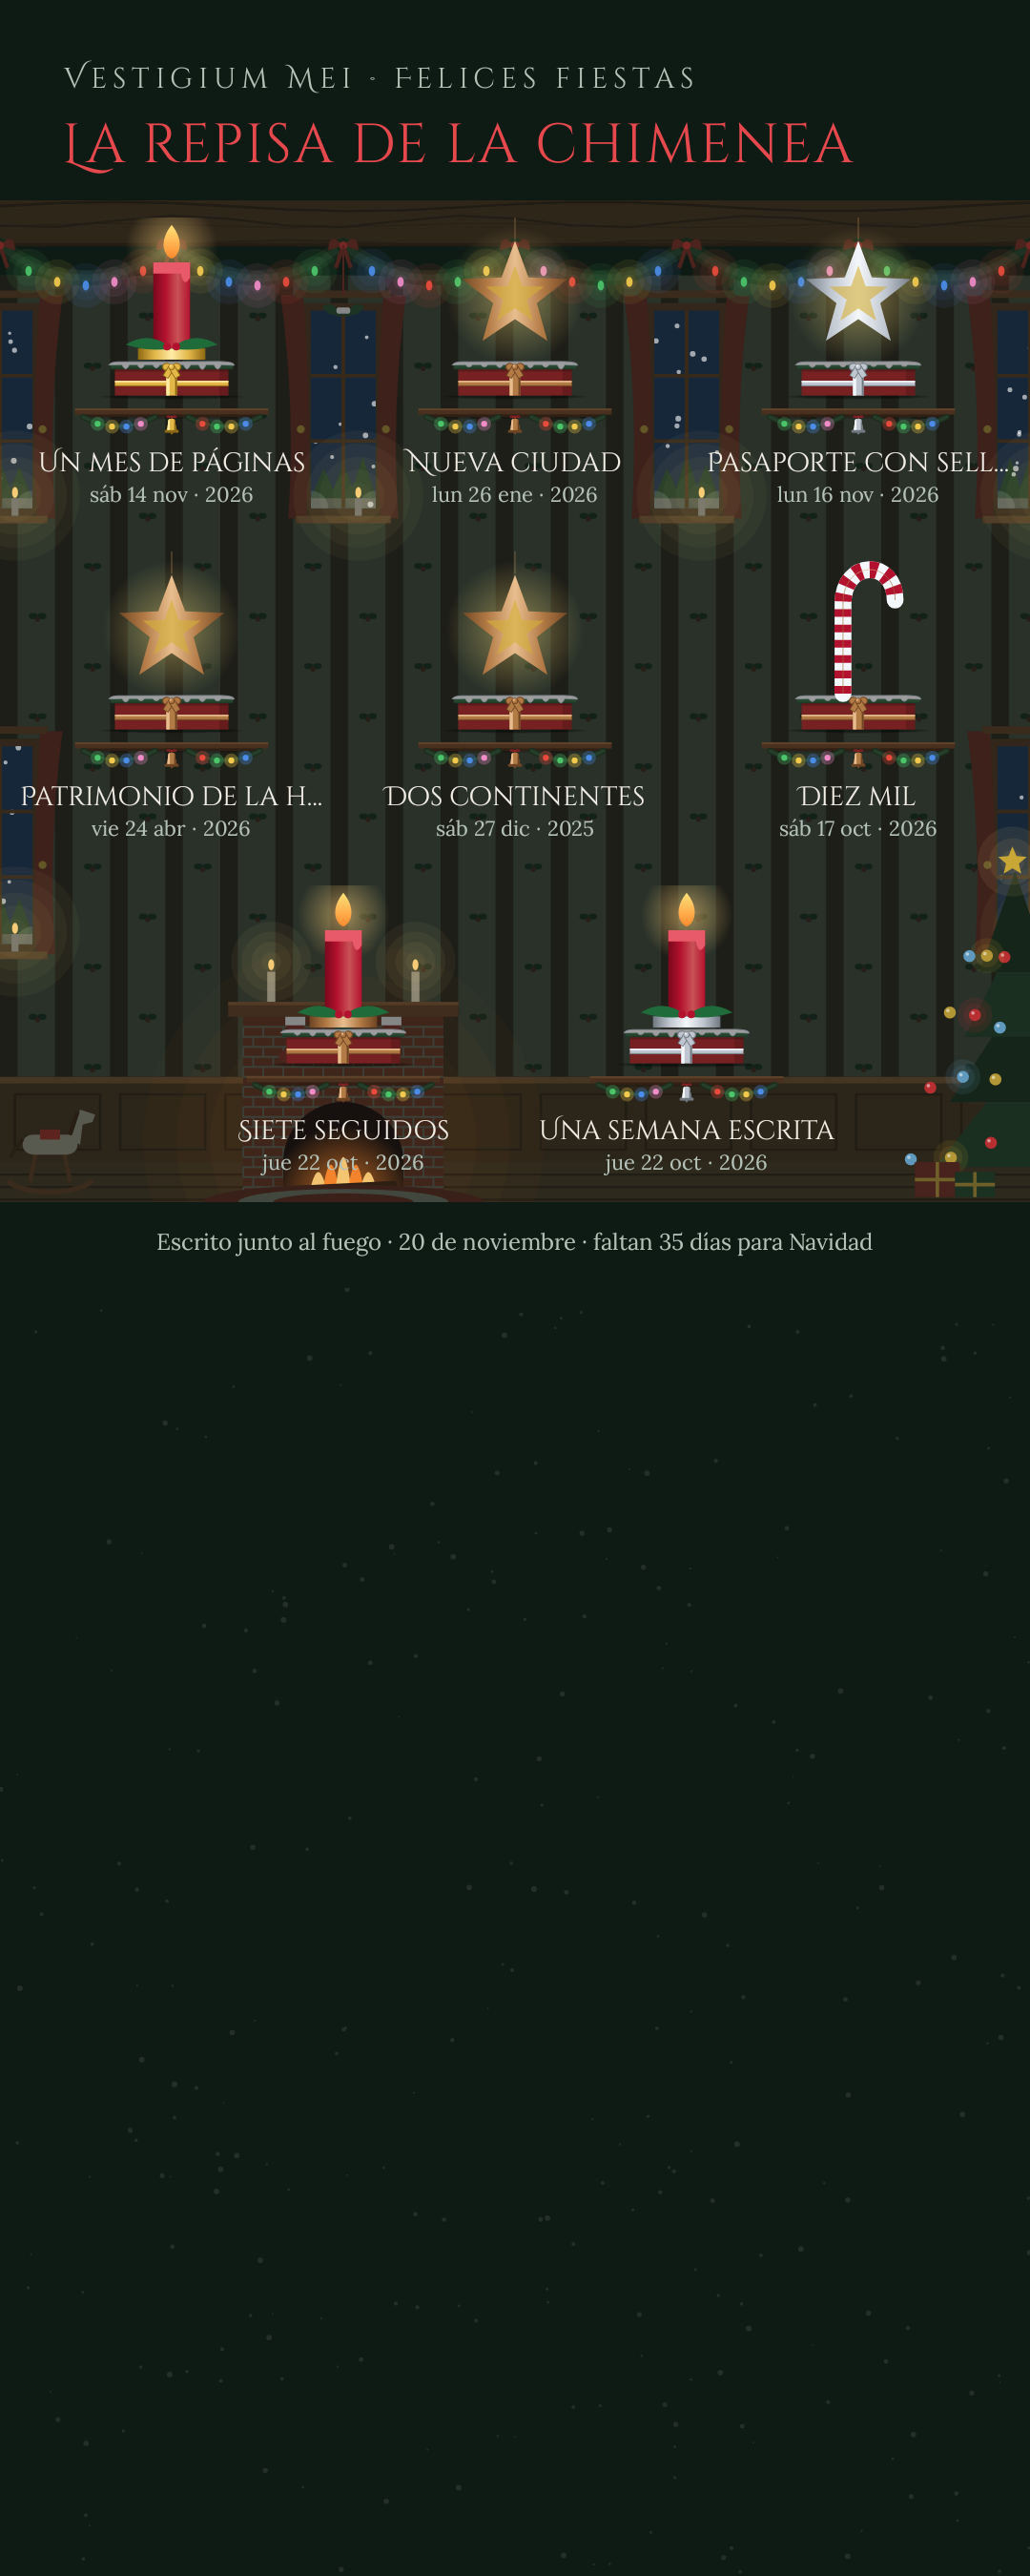 Vestigium Mei · Felices fiestas
La repisa de la chimenea
Un mes de páginas
sáb 14 nov · 2026
Nueva ciudad
lun 26 ene · 2026
Pasaporte con sell...
lun 16 nov · 2026
Patrimonio de la h...
vie 24 abr · 2026
Dos continentes
sáb 27 dic · 2025
Diez mil
sáb 17 oct · 2026
Siete seguidos
jue 22 oct · 2026
Una semana escrita
jue 22 oct · 2026
Escrito junto al fuego · 20 de noviembre · faltan 35 días para Navidad